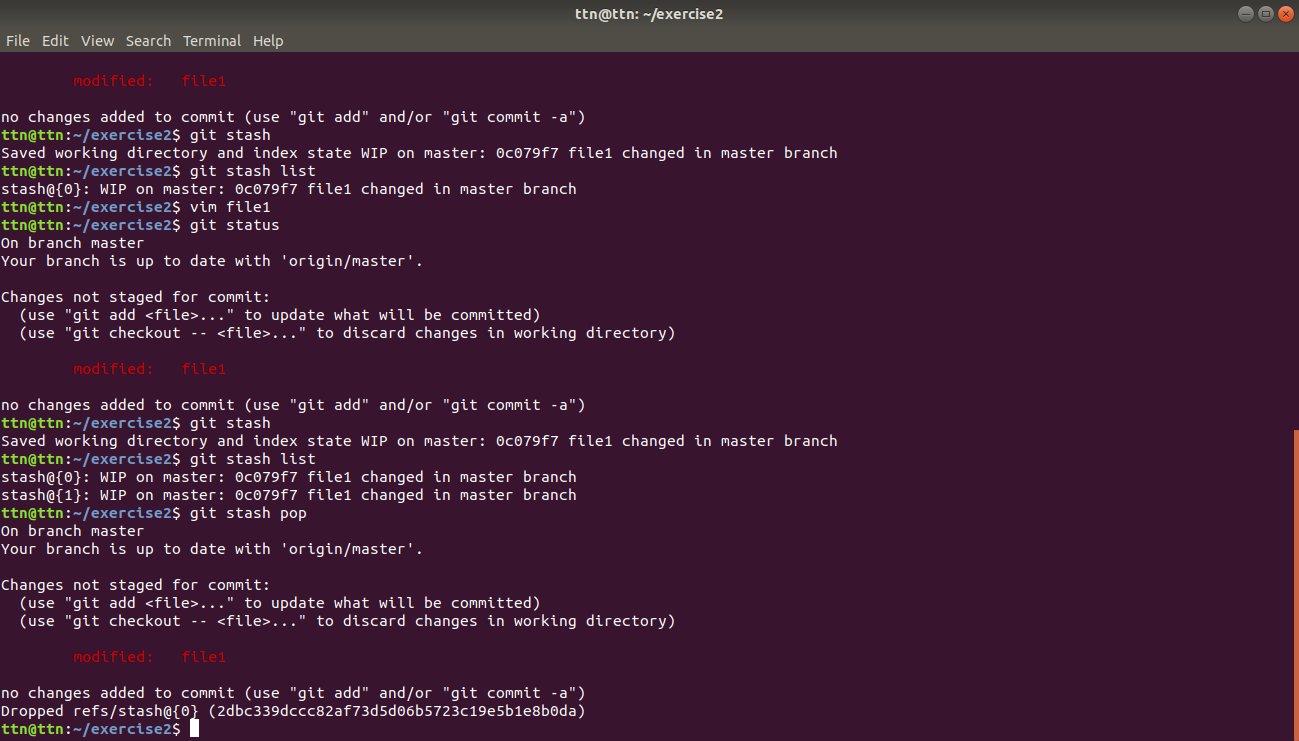 ttn@ttn: ~/exercise2
File Edit View Search Terminal Help
modified: file1
no changes added to commit (use "git add" and/or "git commit -a")
ttn@ttn:~/exercise2$ git stash
Saved working directory and index state WIP on master: 0c079f7 file1 changed in master branch
ttn@ttn:~/exercise2$ git stash list
stash@{0}: WIP on master: 0c079f7 file1 changed in master branch
ttn@ttn:~/exercise2$ vim file1
ttn@ttn:~/exercise2$ git status
On branch master
Your branch is up to date with 'origin/master'.
Changes not staged for commit:
(use "git add <file>..." to update what will be committed)
(use "git checkout -- <file>..." to discard changes in working directory)
modified: file1
no changes added to commit (use "git add" and/or "git commit -a")
ttn@ttn:~/exercise2$ git stash
Saved working directory and index state WIP on master: 0c079f7 file1 changed in master branch
ttn@ttn:~/exercise2$ git stash list
stash@{0}: WIP on master: 0c079f7 file1 changed in master branch
stash@{1}: WIP on master: 0c079f7 file1 changed in master branch
ttn@ttn:~/exercise2$ git stash pop
On branch master
Your branch is up to date with 'origin/master'.
Changes not staged for commit:
(use "git add <file>..." to update what will be committed)
(use "git checkout -- <file>..." to discard changes in working directory)
modified: file1
no changes added to commit (use "git add" and/or "git commit -a")
Dropped refs/stash@{0} (2dbc339dccc82af73d5d06b5723c19e5b1e8b0da)
ttn@ttn:~/exercise2$